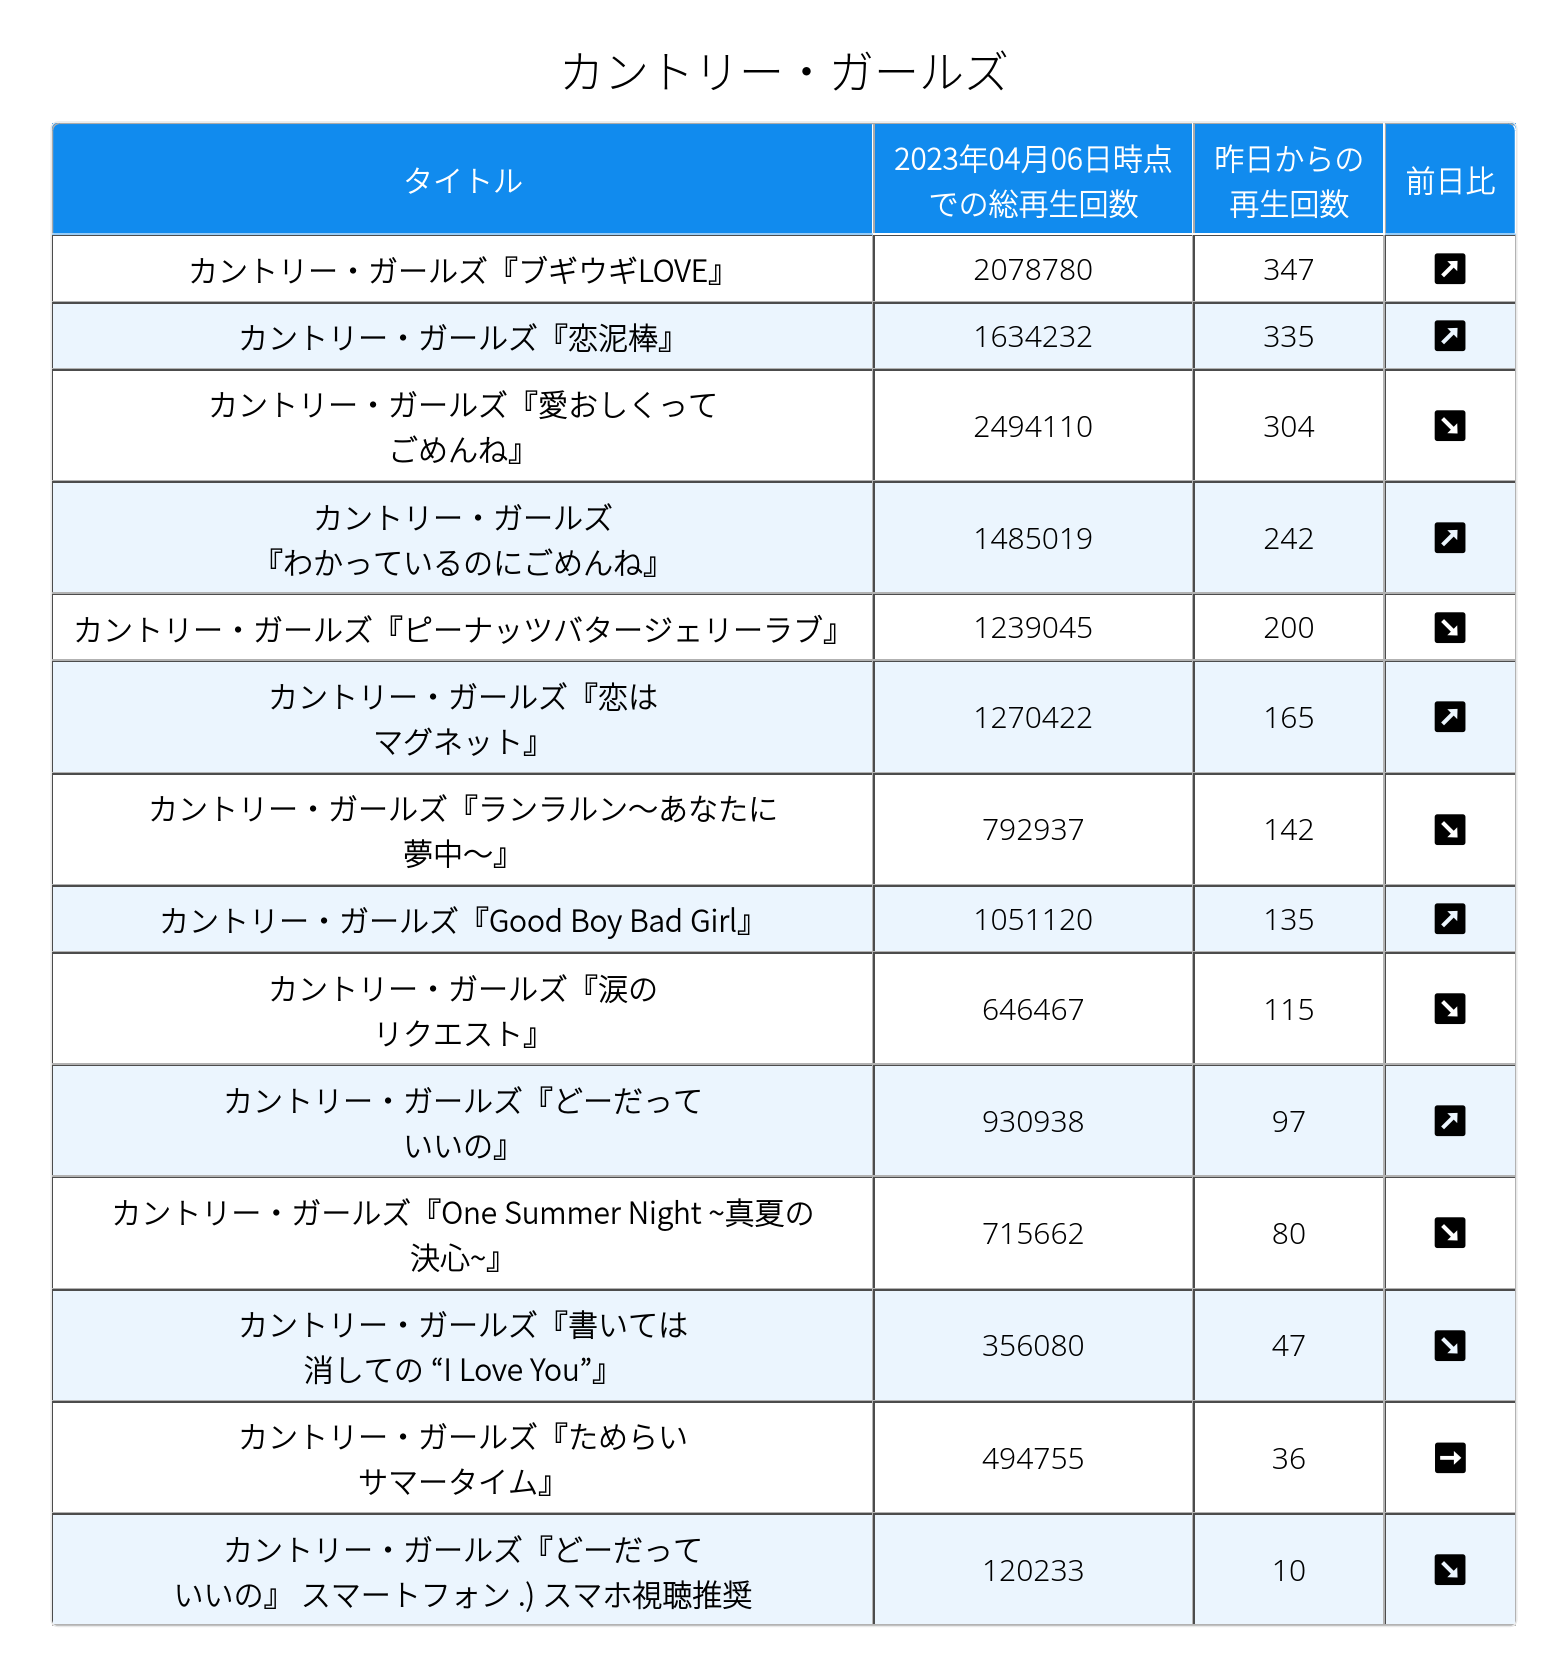 カントリー・ガールズ
タイトル
2023年04月06日時点
での総再生回数
昨日からの
再生回数
前日比
カントリー・ガールズ『ブギウギLOVE』
2078780
347
カントリー・ガールズ『恋泥棒』
1634232
335
カントリー・ガールズ『愛おしくって
ごめんね』
2494110
304
カントリー・ガールズ
『わかっているのにごめんね』
1485019
242
カントリー・ガールズ『ピーナッツバタージェリーラブ』
1239045
200
カントリー・ガールズ『恋は
マグネット』
1270422
165
カントリー・ガールズ『ランラルン〜あなたに
夢中〜』
792937
142
カントリー・ガールズ『Good Boy Bad Girl』
1051120
135
カントリー・ガールズ『涙の
リクエスト』
646467
115
カントリー・ガールズ『どーだって
いいの』
930938
97
カントリー・ガールズ『One Summer Night ~真夏の
決心~』
715662
80
カントリー・ガールズ『書いては
消しての “I Love You”』
356080
47
カントリー・ガールズ『ためらい
サマータイム』
494755
36
カントリー・ガールズ『どーだって
いいの』 スマートフォン .) スマホ視聴推奨
120233
10